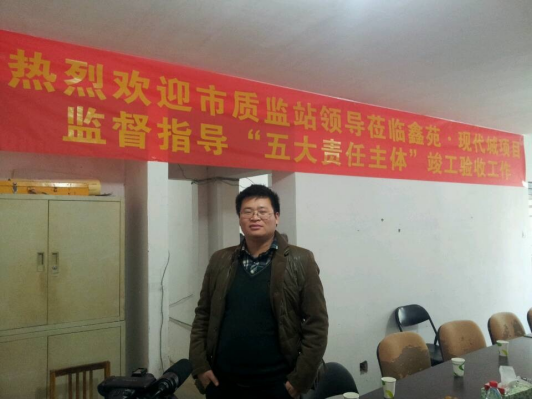 热烈欢迎市质监站领导莅临鑫苑·现代城项目
监督指导“五大责任主体”竣工验收工作